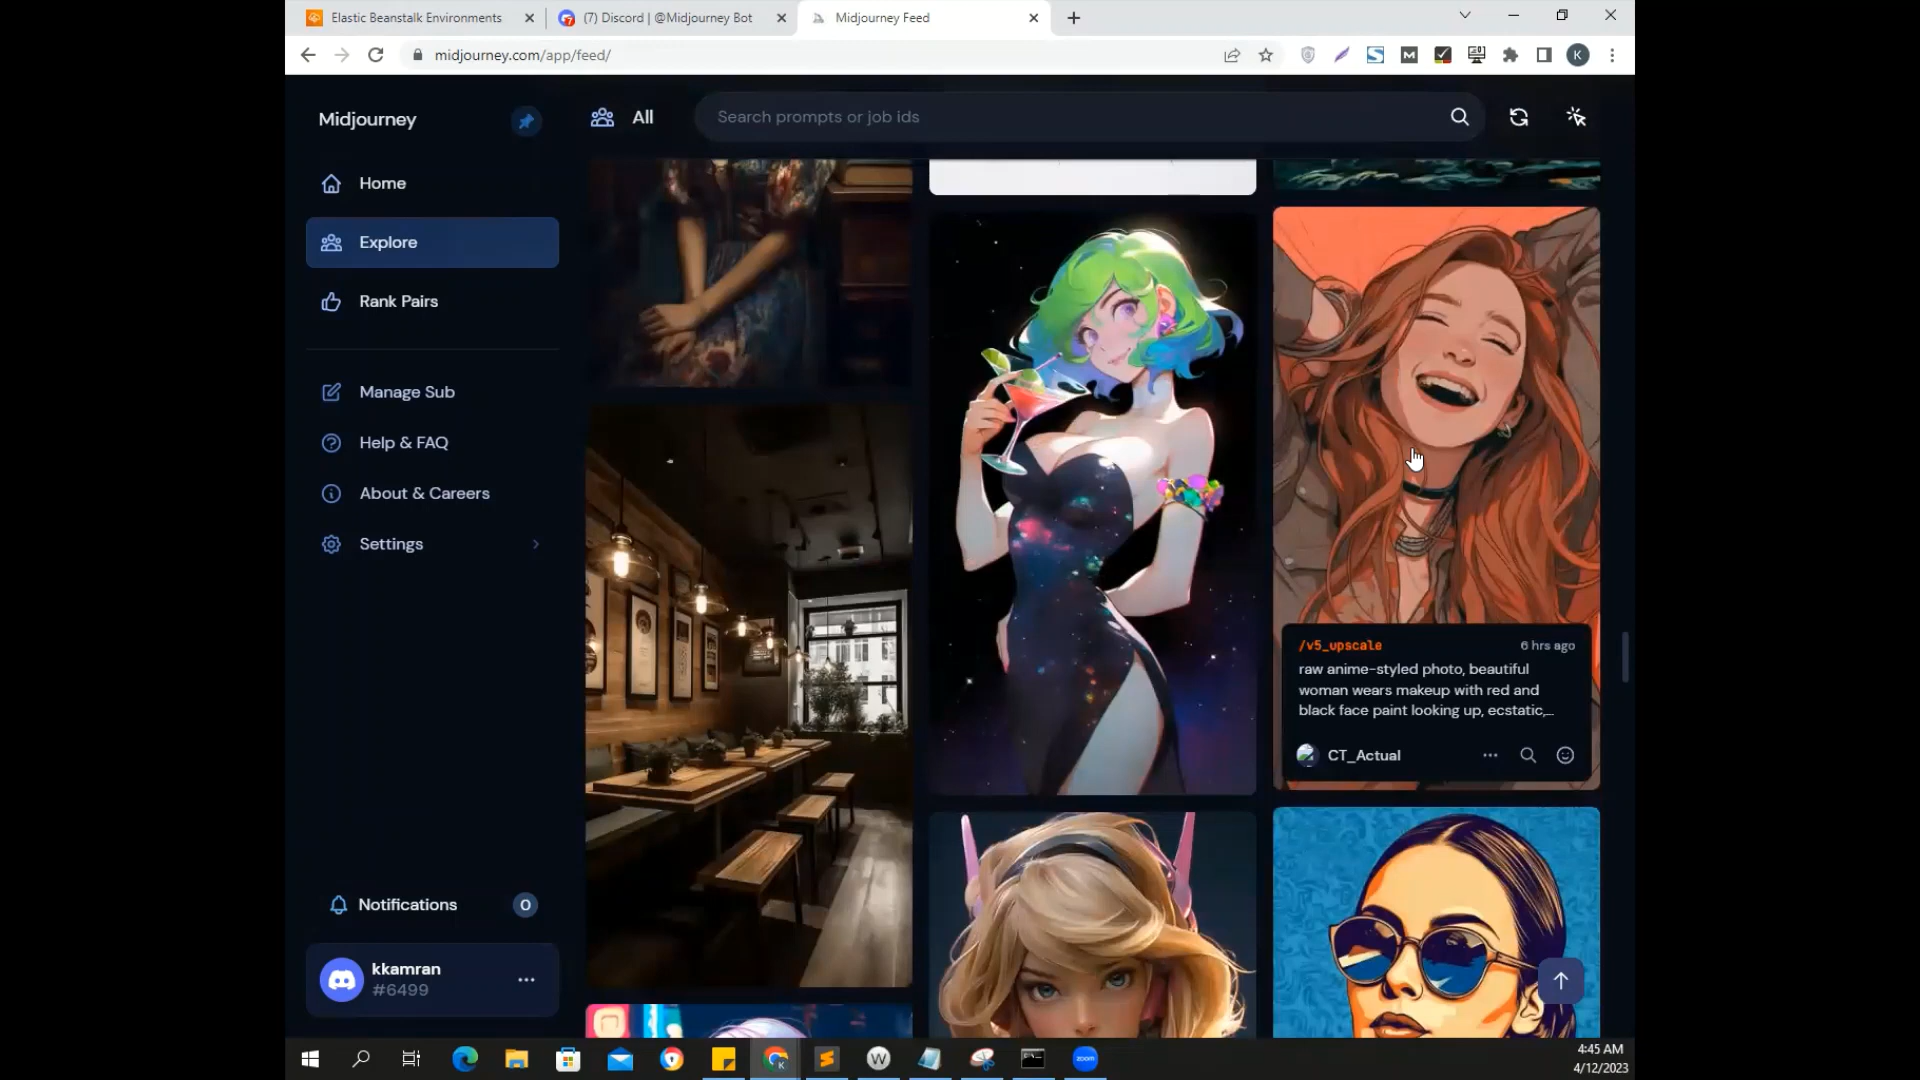 Elastic Beanstalk Environments
(7) Discord | @Midjourney Bot
Midjourney Feed
midjourney.com/app/feed/
K
Midjourney
All
Search prompts or job ids
Home
Explore
Rank Pairs
Manage Sub
Help & FAQ
About & Careers
Settings
/v5_upscale
6 hrs ago
raw anime-styled photo, beautiful
woman wears makeup with red and
black face paint looking up, ecstatic,...
CT_Actual
Notifications
0
kkamran
#6499
zoom
4:45 AM
4/12/2023